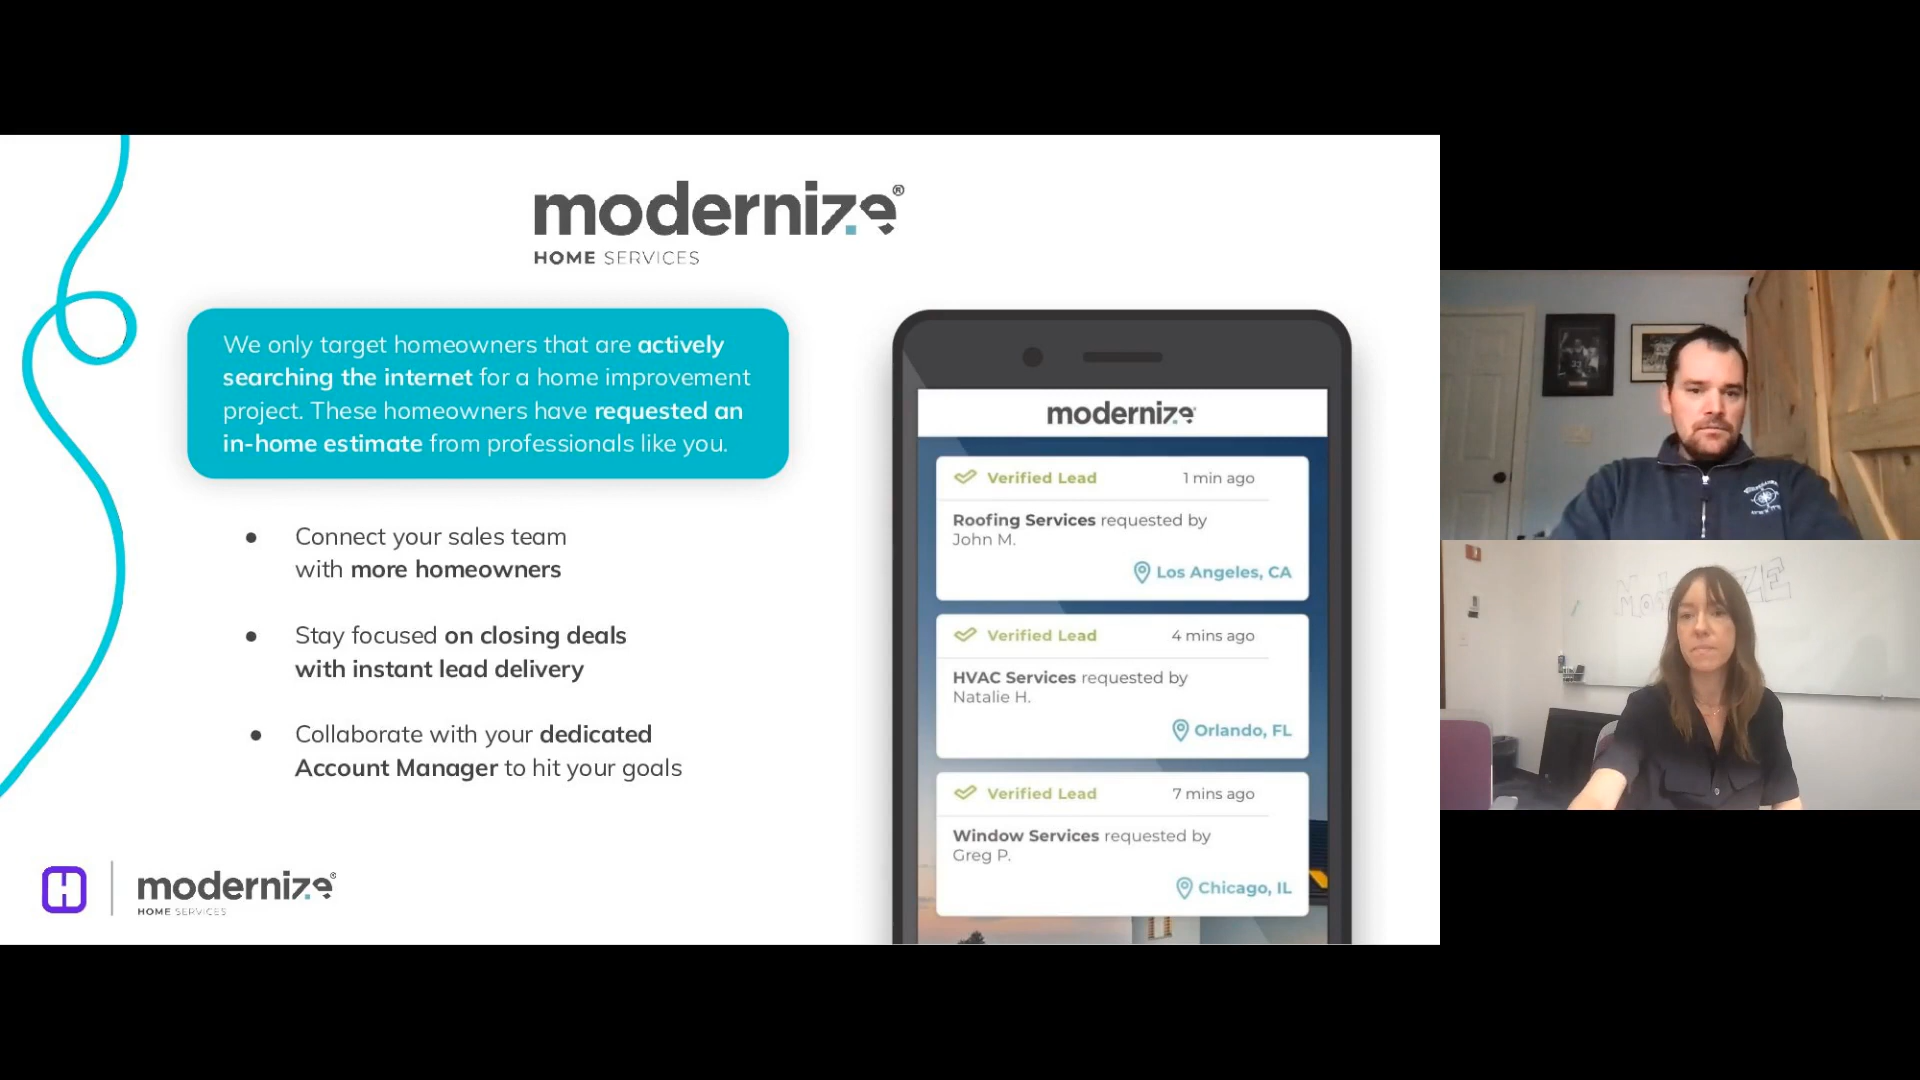 modernize®
HOME SERVICES
We only target homeowners that are actively
searching the internet for a home improvement
project. These homeowners have requested an
in-home estimate from professionals like you.
● Connect your sales team
with more homeowners
● Stay focused on closing deals
with instant lead delivery
● Collaborate with your dedicated
Account Manager to hit your goals
modernize
Verified Lead 1 min ago
Roofing Services requested by
John M.
Los Angeles, CA
Verified Lead 4 mins ago
HVAC Services requested by
Natalie H.
Orlando, FL
Verified Lead 7 mins ago
Window Services requested by
Greg P.
Chicago, IL
H
modernize®
HOME SERVICES
33